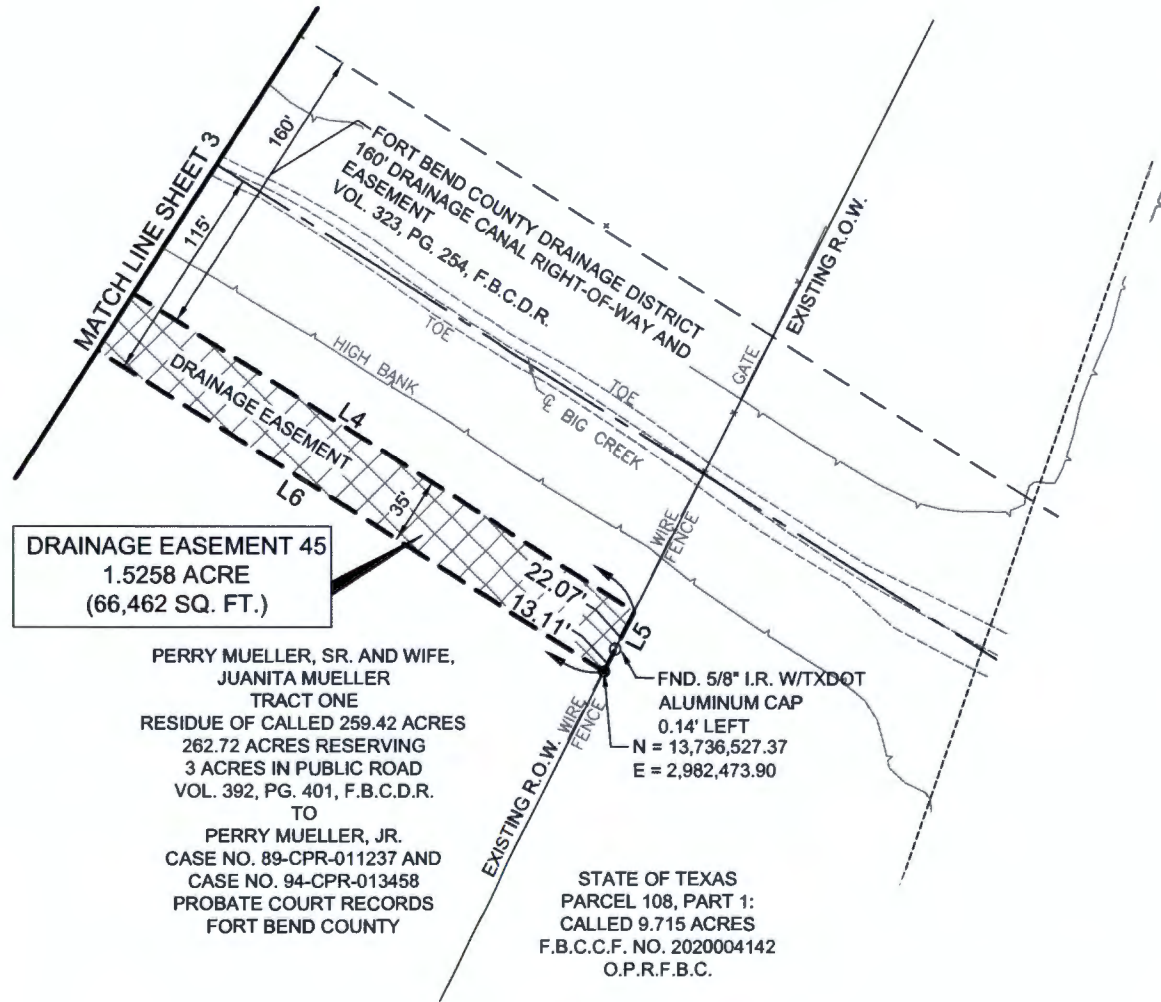 MATCH LINE SHEET 3
160'
115'
FORT BEND COUNTY DRAINAGE DISTRICT
160' DRAINAGE CANAL RIGHT-OF-WAY AND
EASEMENT
VOL. 323, PG. 254, F.B.C.D.R.
EXISTING R.O.W.
GATE
TOE
TOE
HIGH BANK
℄ BIG CREEK
DRAINAGE EASEMENT
L4
L6
35'
WIRE
FENCE
22.07'
13.11'
L5
DRAINAGE EASEMENT 45
1.5258 ACRE
(66,462 SQ. FT.)
FND. 5/8" I.R. W/TXDOT
ALUMINUM CAP
0.14' LEFT
N = 13,736,527.37
E = 2,982,473.90
WIRE
FENCE
EXISTING R.O.W.
PERRY MUELLER, SR. AND WIFE,
JUANITA MUELLER
TRACT ONE
RESIDUE OF CALLED 259.42 ACRES
262.72 ACRES RESERVING
3 ACRES IN PUBLIC ROAD
VOL. 392, PG. 401, F.B.C.D.R.
TO
PERRY MUELLER, JR.
CASE NO. 89-CPR-011237 AND
CASE NO. 94-CPR-013458
PROBATE COURT RECORDS
FORT BEND COUNTY
STATE OF TEXAS
PARCEL 108, PART 1:
CALLED 9.715 ACRES
F.B.C.C.F. NO. 2020004142
O.P.R.F.B.C.